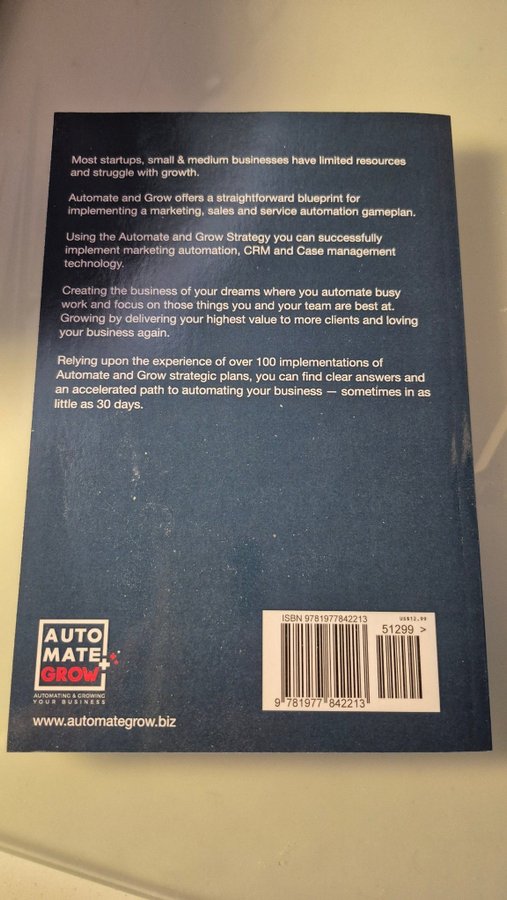 Most startups, small & medium businesses have limited resources
and struggle with growth.
Automate and Grow offers a straightforward blueprint for
implementing a marketing, sales and service automation gameplan.
Using the Automate and Grow Strategy you can successfully
implement marketing automation, CRM and Case management
technology.
Creating the business of your dreams where you automate busy
work and focus on those things you and your team are best at.
Growing by delivering your highest value to more clients and loving
your business again.
Relying upon the experience of over 100 implementations of
Automate and Grow strategic plans, you can find clear answers and
an accelerated path to automating your business — sometimes in as
little as 30 days.
AUTO
MATE
GROW
AUTOMATING & GROWING
YOUR BUSINESS
www.automategrow.biz
ISBN 9781977842213
US$12.99
51299 >
9 781977 842213